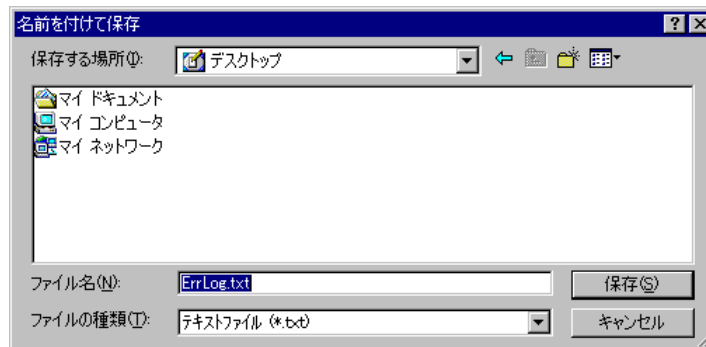 名前を付けて保存
保存する場所(I): デスクトップ
マイ ドキュメント
マイ コンピュータ
マイ ネットワーク
ファイル名(N): ErrLog.txt 保存(S)
ファイルの種類(T): テキストファイル (*.txt) キャンセル